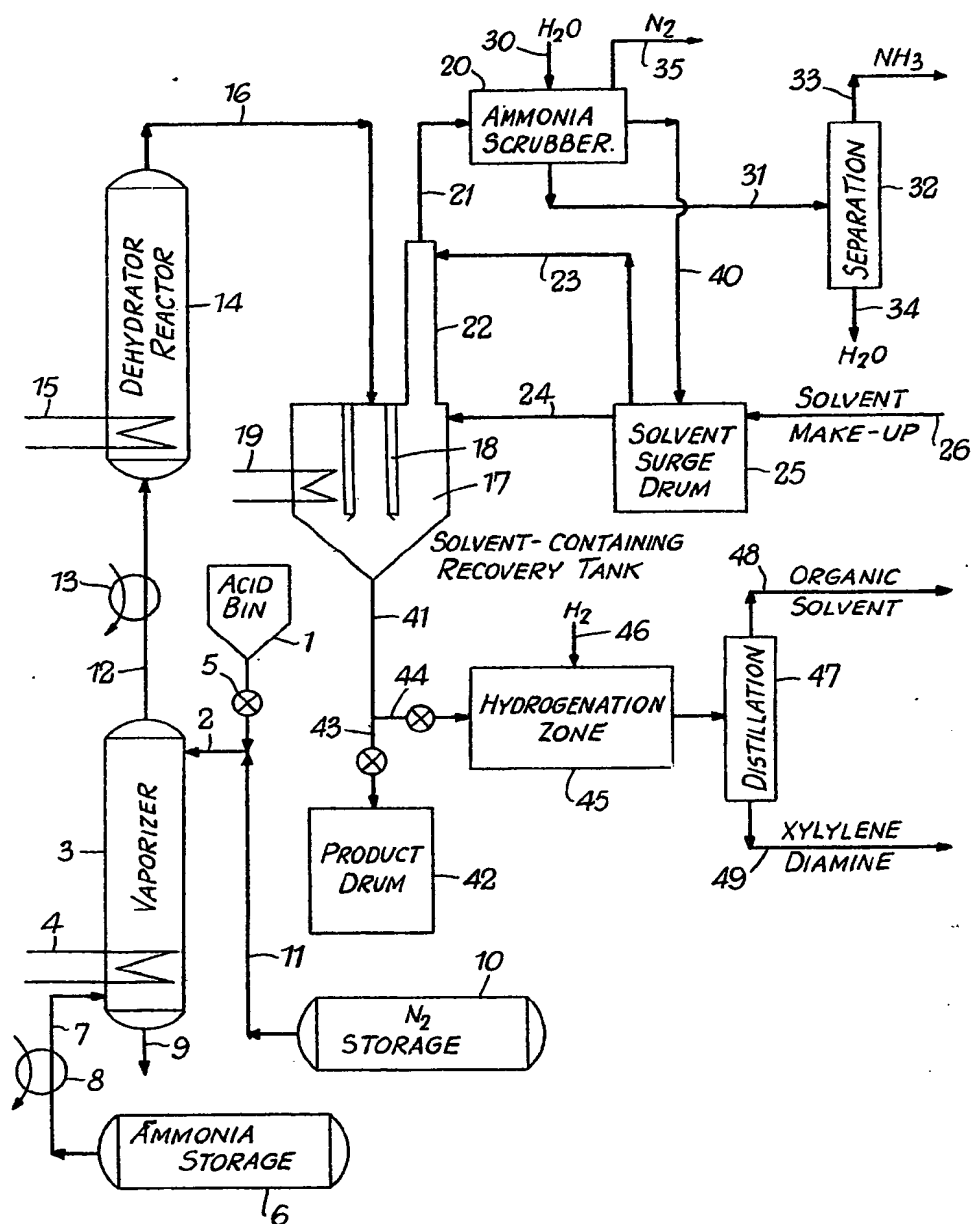 30
H2O
N2
35
20
AMMONIA
SCRUBBER.
33
NH3
16
21
31
SEPARATION
32
DEHYDRATOR
REACTOR
14
23
40
34
H2O
22
15
24
SOLVENT
MAKE-UP
26
19
18
17
SOLVENT
SURGE
DRUM
25
SOLVENT-CONTAINING
RECOVERY TANK
13
ACID
BIN
1
48
ORGANIC
SOLVENT
41
H2
46
5
12
2
44
43
HYDROGENATION
ZONE
45
DISTILLATION
47
3
VAPORIZER
PRODUCT
DRUM
42
XYLYLENE
DIAMINE
49
4
11
10
N2
STORAGE
7
9
8
AMMONIA
STORAGE
6